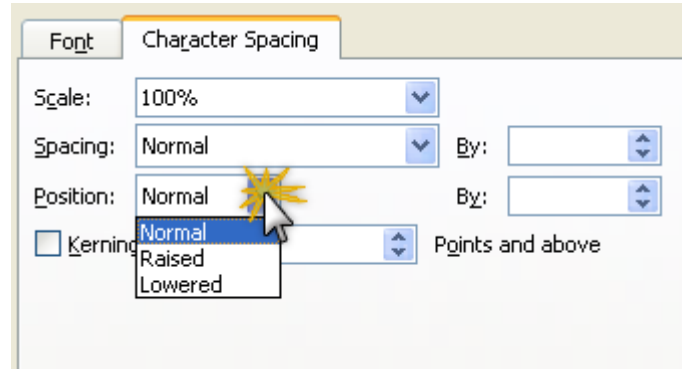 Font Character Spacing
Scale: 100%
Spacing: Normal By:
Position: Normal By:
Normal
Kerning Points and above
Raised
Lowered